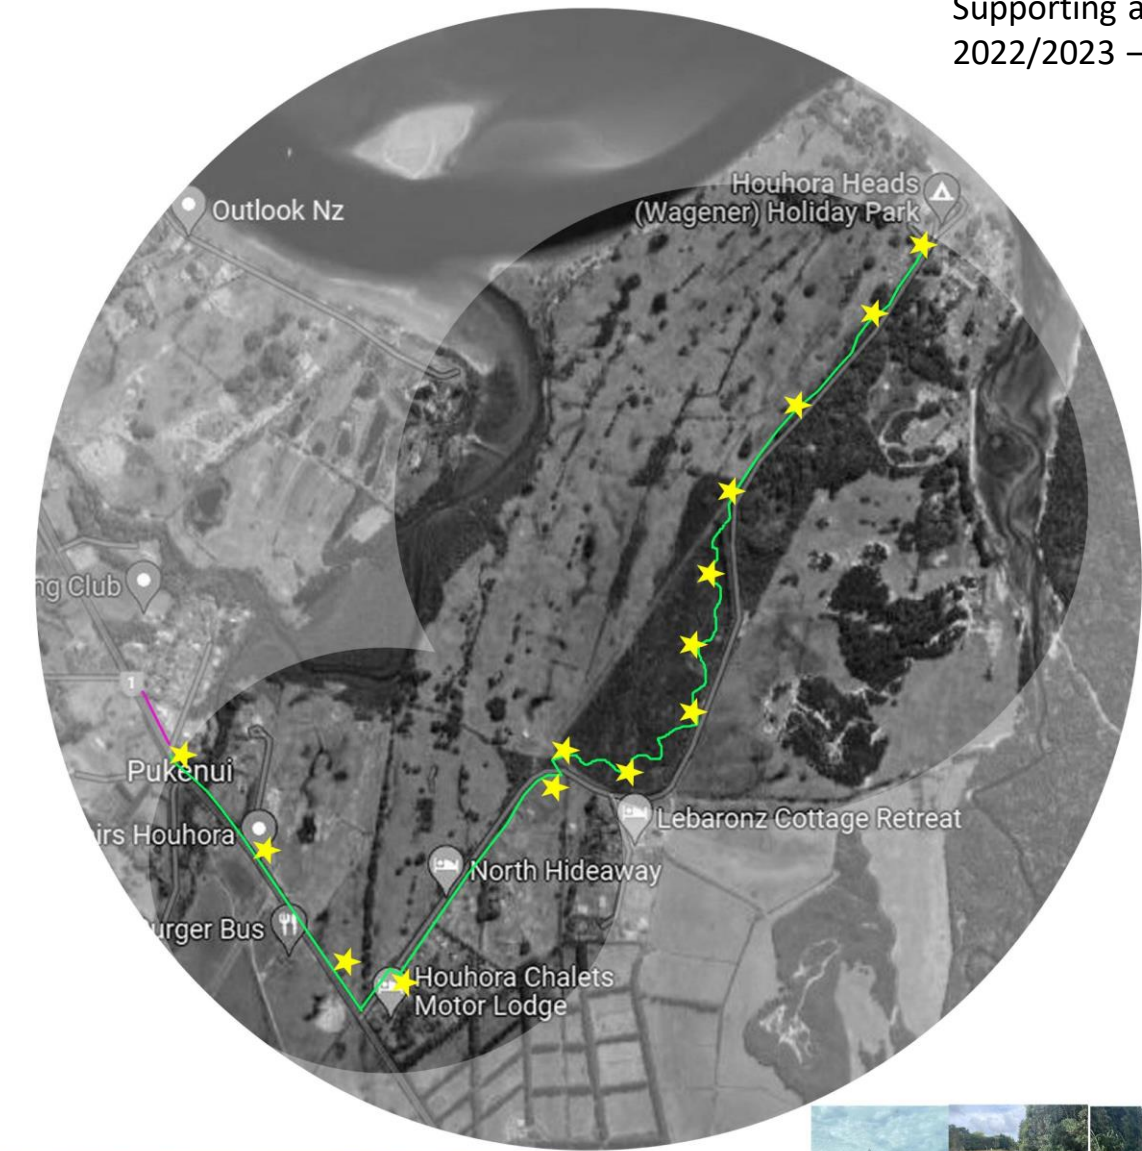 Supporting a
2022/2023 –
Houhora Heads
(Wagener) Holiday Park
Outlook Nz
ng Club
1
Pukenui
irs Houhora
Lebaronz Cottage Retreat
North Hideaway
urger Bus
Houhora Chalets
Motor Lodge